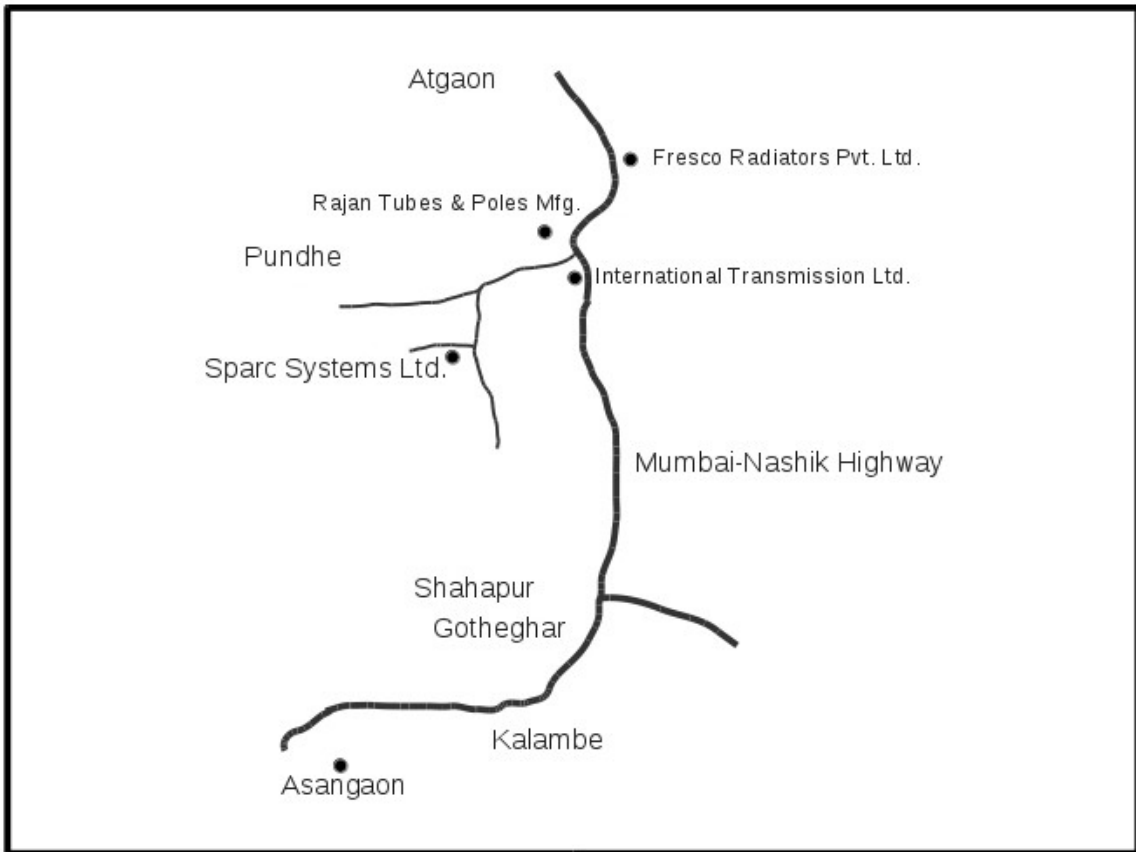 Atgaon
Fresco Radiators Pvt. Ltd.
Rajan Tubes & Poles Mfg.
Pundhe
International Transmission Ltd.
Sparc Systems Ltd.
Mumbai-Nashik Highway
Shahapur
Gotheghar
Kalambe
Asangaon